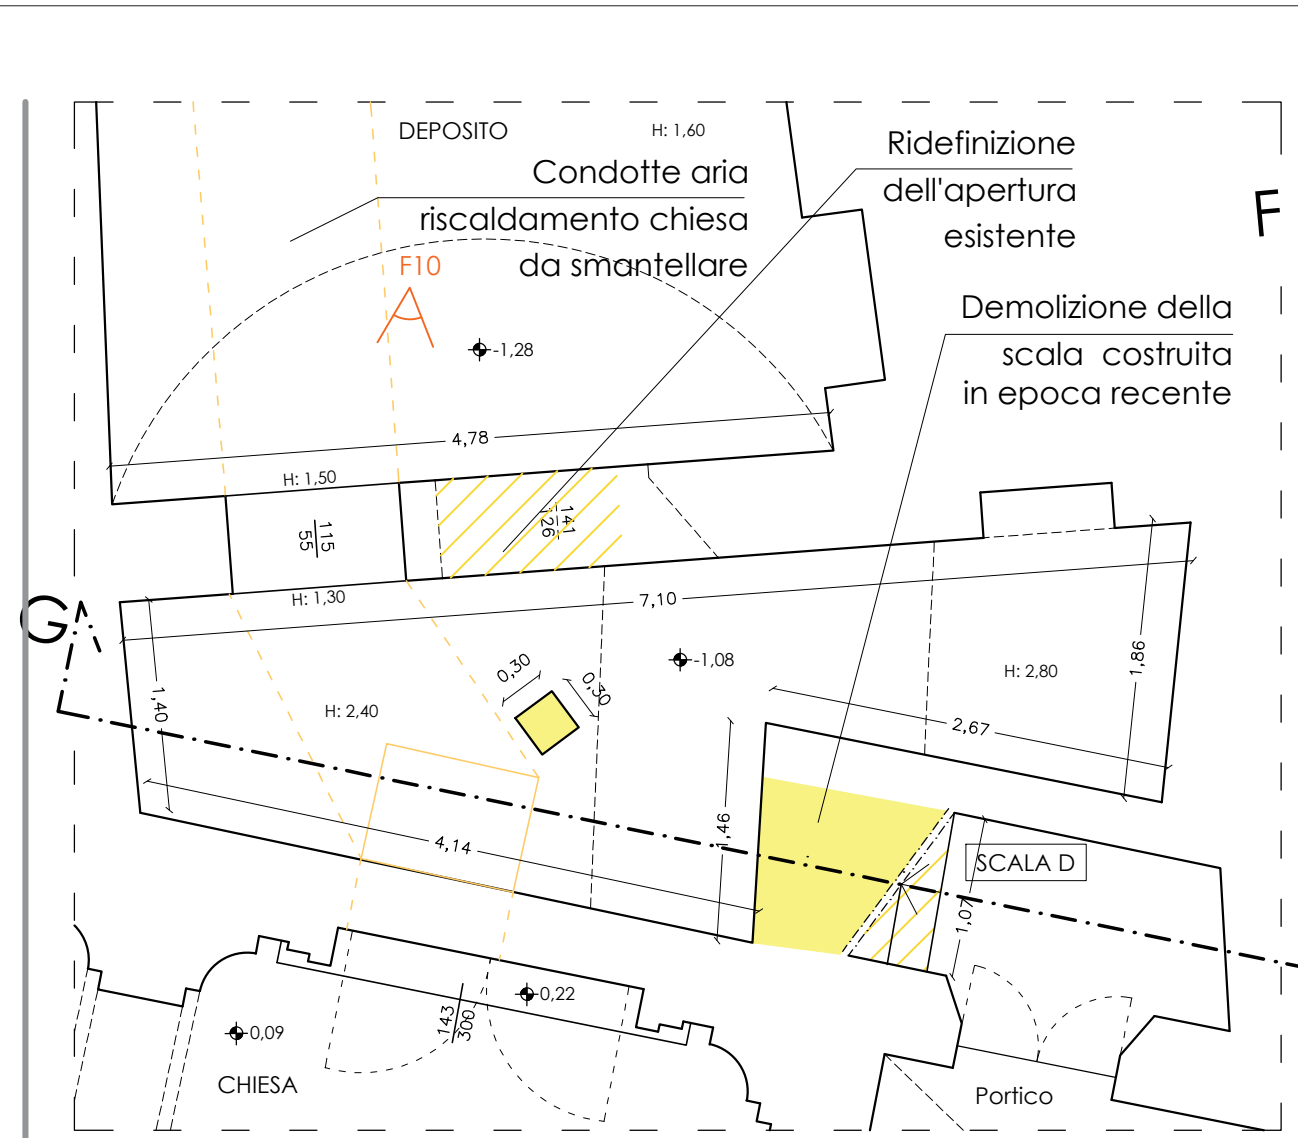 DEPOSITO
H: 1,60
Ridefinizione
dell'apertura
esistente
Condotte aria
riscaldamento chiesa
da smantellare
F
F10
Demolizione della
scala  costruita
in epoca recente
-1,28
4,78
H: 1,50
115
55
141
126
G
H: 1,30
7,10
-1,08
1,86
0,30
0,30
H: 2,80
1,40
H: 2,40
2,67
1,46
4,14
SCALA D
1,07
0,22
143
300
0,09
CHIESA
Portico